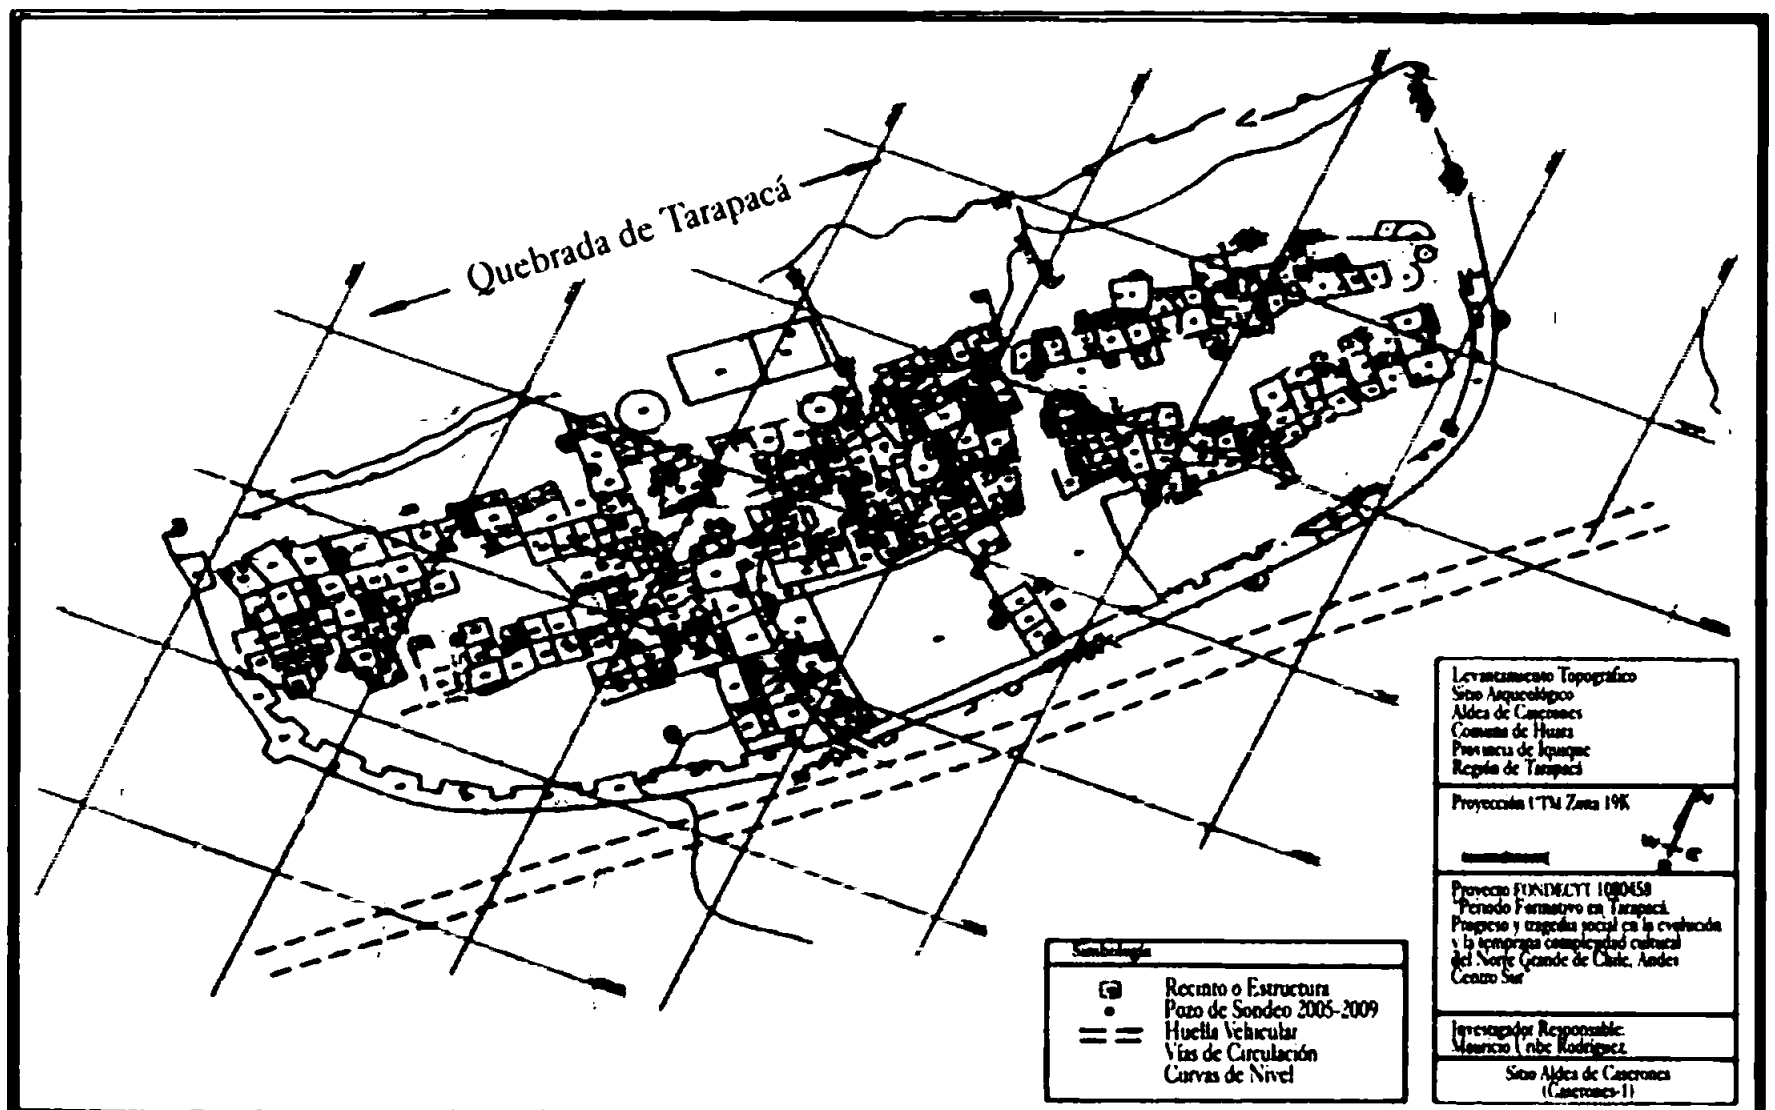 Quebrada de Tarapacá
Levantamiento Topográfico
Sitio Arqueológico
Aldea de Caserones
Comuna de Huara
Provincia de Iquique
Región de Tarapacá
Proyección UTM Zona 19K
Proyecto FONDECYT 1080458
"Periodo Formativo en Tarapacá.
Progreso y tragedia social en la evolución
y la temprana complejidad cultural
del Norte Grande de Chile, Andes
Centro Sur"
Investigador Responsable:
Mauricio Uribe Rodríguez
Sitio Aldea de Caserones
(Caserones-1)
Simbología
Recinto o Estructura
Pozo de Sondeo 2005-2009
Huella Vehicular
Vías de Circulación
Curvas de Nivel